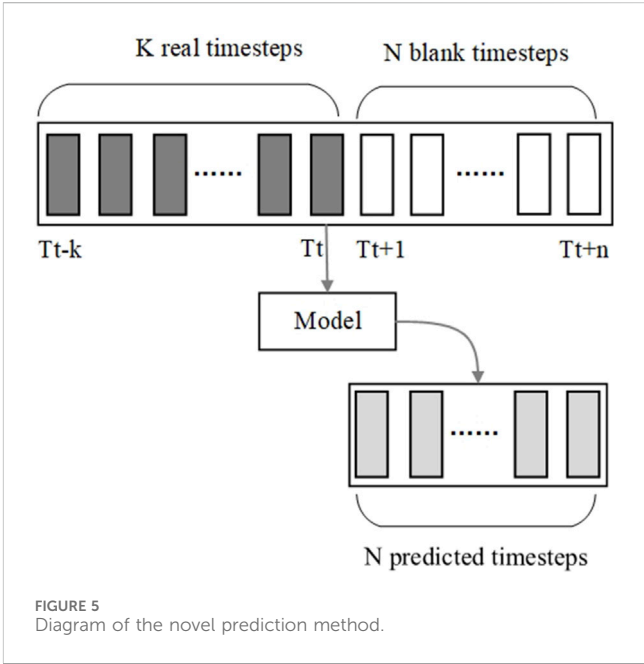 K real timesteps N blank timesteps
...... ......
Tt-k Tt Tt+1 Tt+n
Model
......
N predicted timesteps
FIGURE 5
Diagram of the novel prediction method.